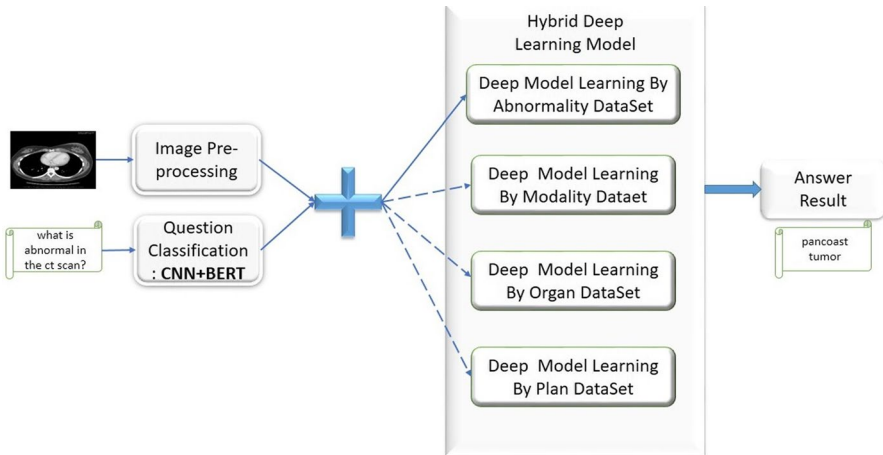 Hybrid Deep
Learning Model
Deep Model Learning By
Abnormality DataSet
Image Pre-
processing
Deep Model Learning
By Modality Dataet
Answer
Result
what is
abnormal in
the ct scan?
Question
Classification
: CNN+BERT
pancoast
tumor
Deep Model Learning
By Organ DataSet
Deep Model Learning
By Plan DataSet